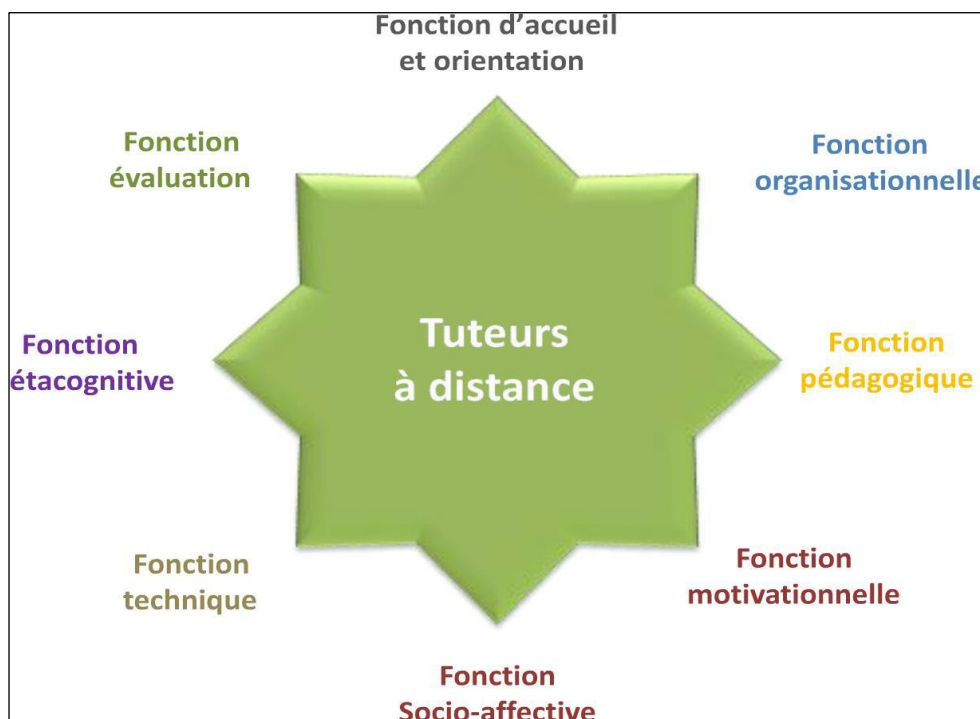 Fonction d'accueil
et orientation
Fonction
évaluation
Fonction
organisationnelle
Tuteurs
à distance
Fonction
étacognitive
Fonction
pédagogique
Fonction
technique
Fonction
motivationnelle
Fonction
Socio-affective